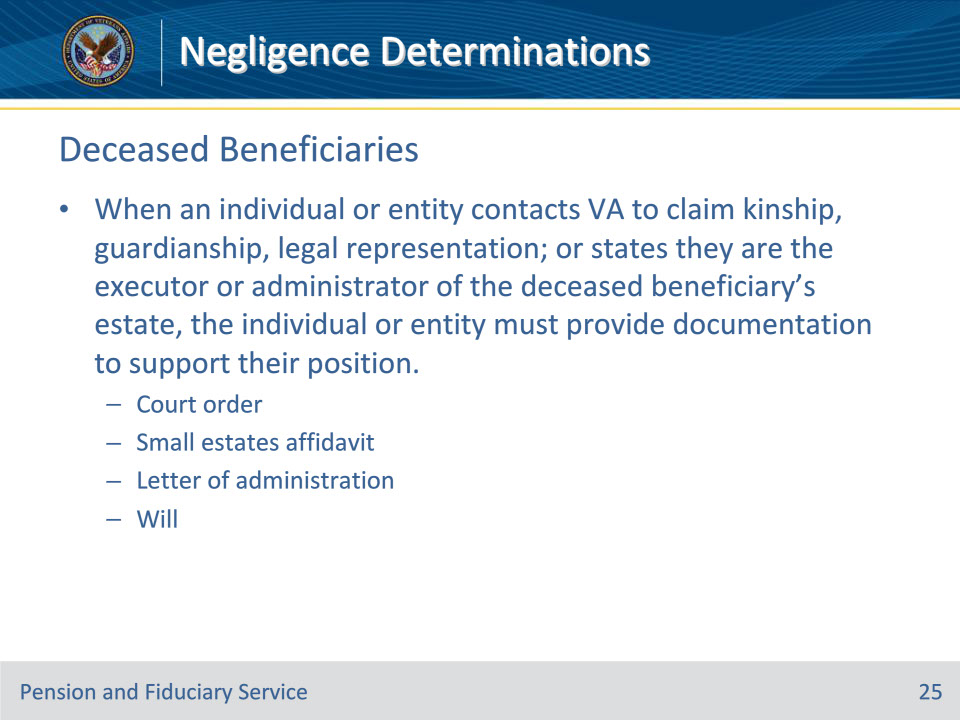 Negligence Determinations
Deceased Beneficiaries
• When an individual or entity contacts VA to claim kinship,
guardianship, legal representation; or states they are the
executor or administrator of the deceased beneficiary’s
estate, the individual or entity must provide documentation
to support their position.
– Court order
– Small estates affidavit
– Letter of administration
– Will
Pension and Fiduciary Service
25